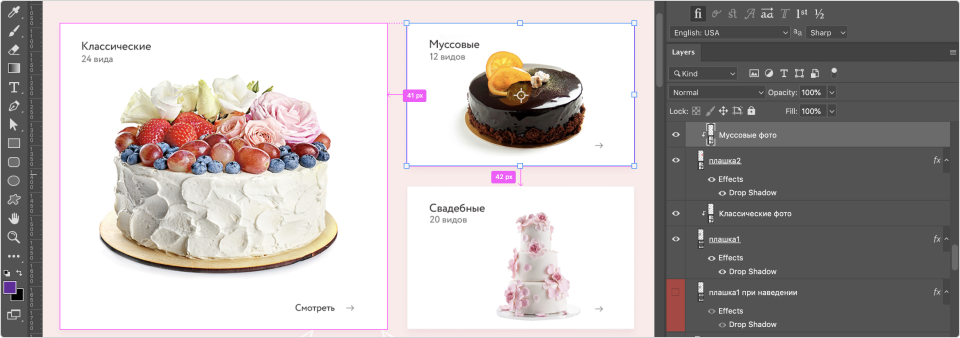 Классические
24 вида
Смотреть
41 px
Муссовые
12 видов
42 px
Свадебные
20 видов
fi
st
A
aa
T
1st
½
English: USA
aa
Sharp
Layers
Kind
Normal
Opacity: 100%
Lock:
Fill: 100%
Муссовые фото
плашка2
fx
Effects
Drop Shadow
Классические фото
плашка1
fx
Effects
Drop Shadow
плашка1 при наведении
fx
Effects
Drop Shadow